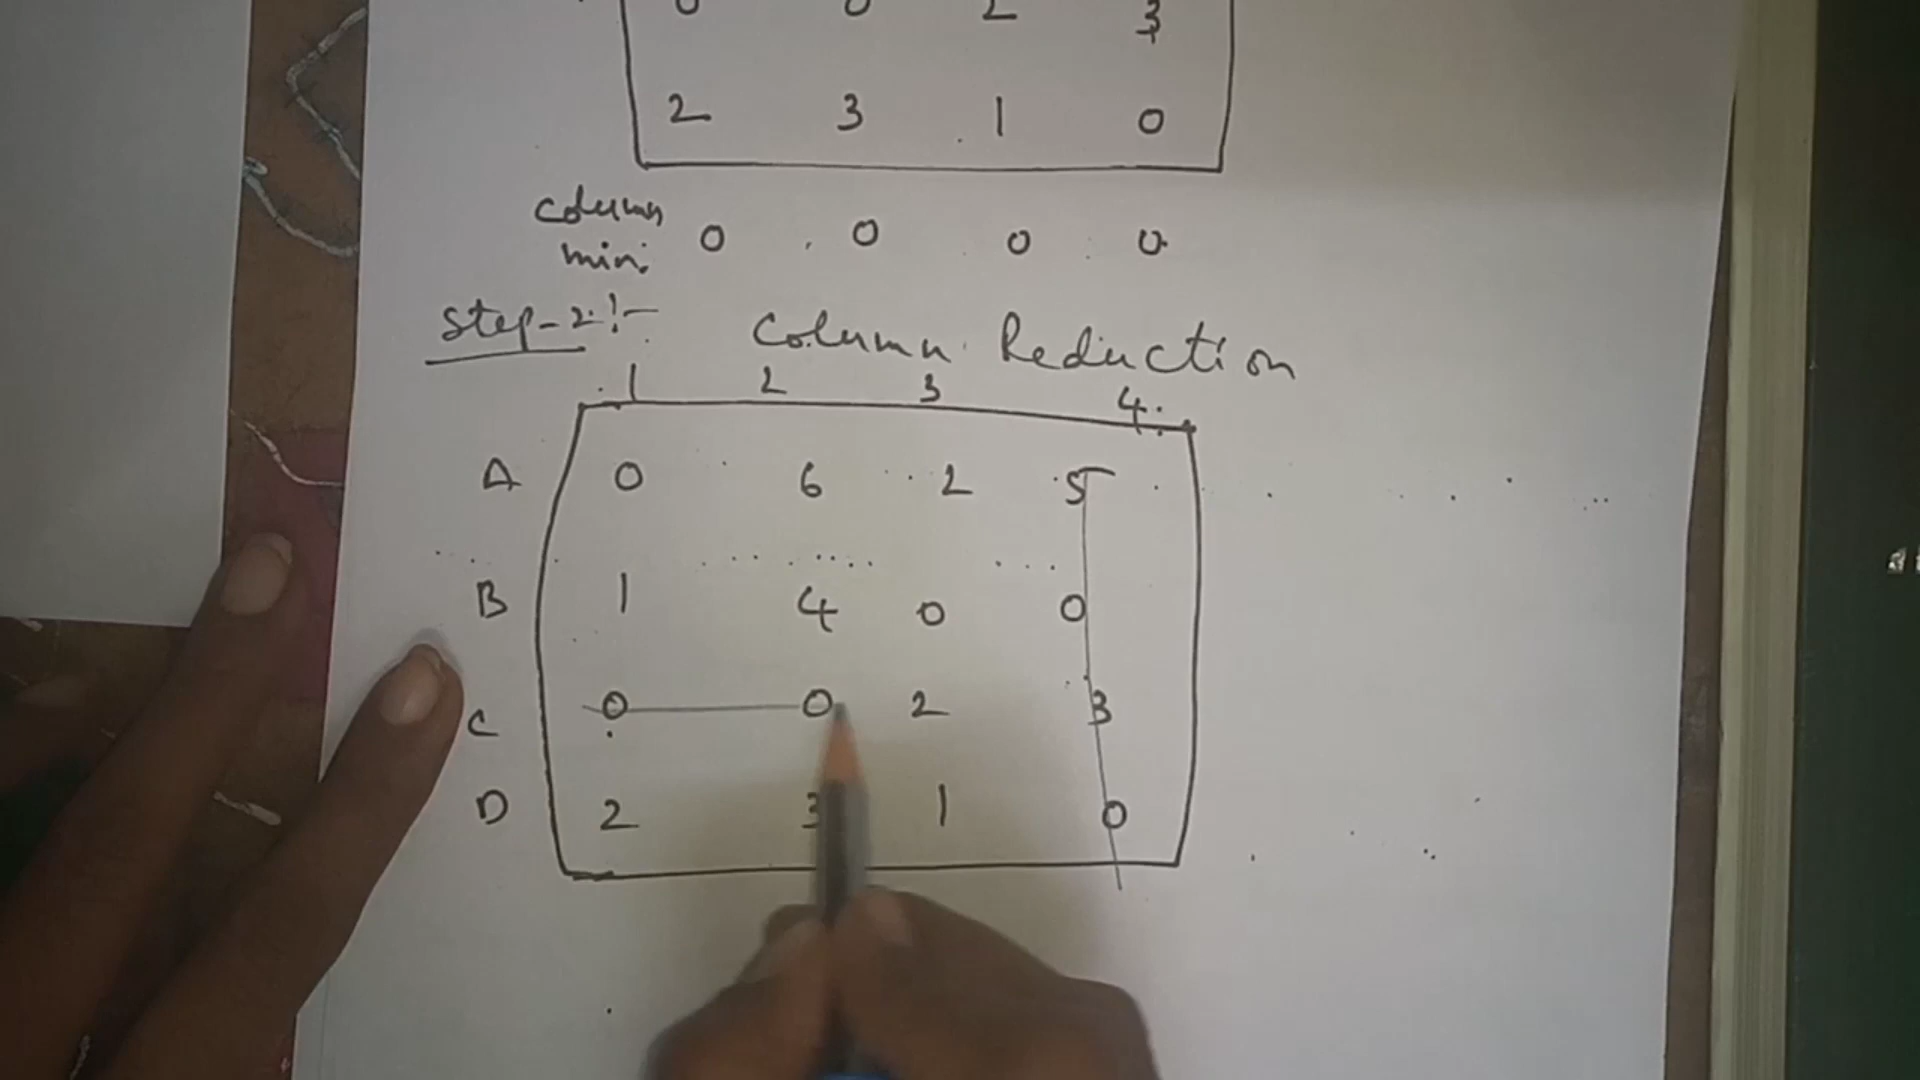 0 0 2 3
2 3 1 0
column
min: 0 0 0 0
Step-2:- Column Reduction
1 2 3 4
A 0 6 2 5
B 1 4 0 0
C 0 0 2 3
D 2 3 1 0